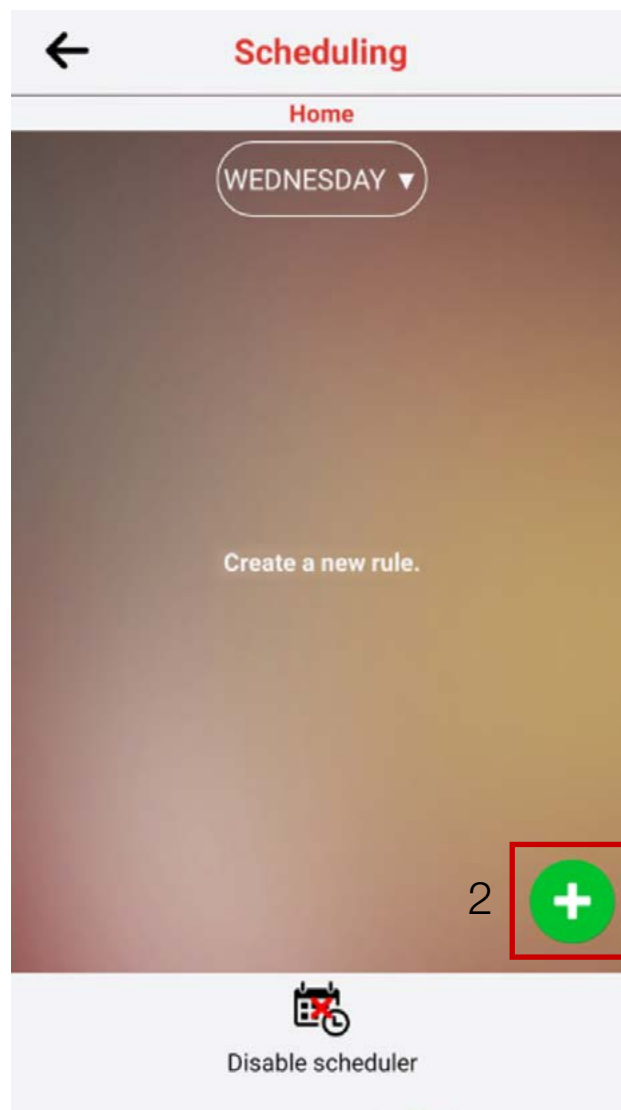 Scheduling
Home
WEDNESDAY ▼
Create a new rule.
2
Disable scheduler